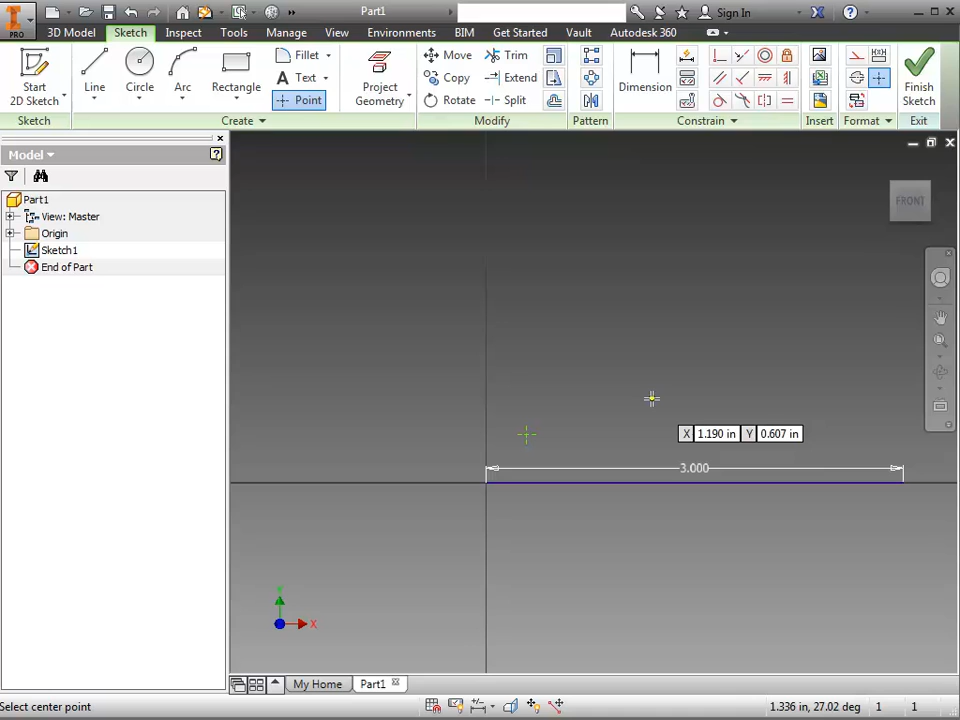 Part1
Sign In
PRO
3D Model Sketch Inspect Tools Manage View Environments BIM Get Started Vault Autodesk 360
Start
2D Sketch
Line
Circle
Arc
Rectangle
Fillet
Text
Point
Project
Geometry
Move
Copy
Rotate
Trim
Extend
Split
Dimension
Finish
Sketch
Sketch Create Modify Pattern Constrain Insert Format Exit
Model
Part1
View: Master
Origin
Sketch1
End of Part
FRONT
X 1.190 in Y 0.607 in
3.000
Y
X
My Home Part1
Select center point
1.336 in, 27.02 deg 1 1